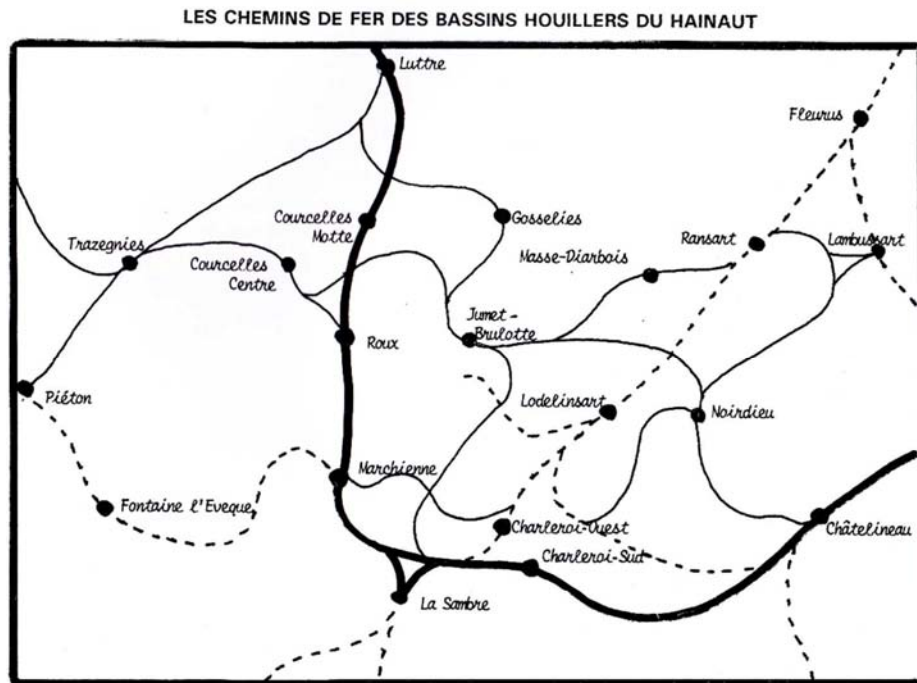 LES CHEMINS DE FER DES BASSINS HOUILLERS DU HAINAUT
Luttre
Fleurus
Courcelles
Motte
Gosselies
Trazegnies
Courcelles
Centre
Masse-Diarbois
Ransart
Lambussart
Roux
Jumet-
Brulotte
Piéton
Lodelinsart
Noirdieu
Marchienne
Fontaine l'Eveque
Charleroi-Ouest
Châtelineau
Charleroi-Sud
La Sambre